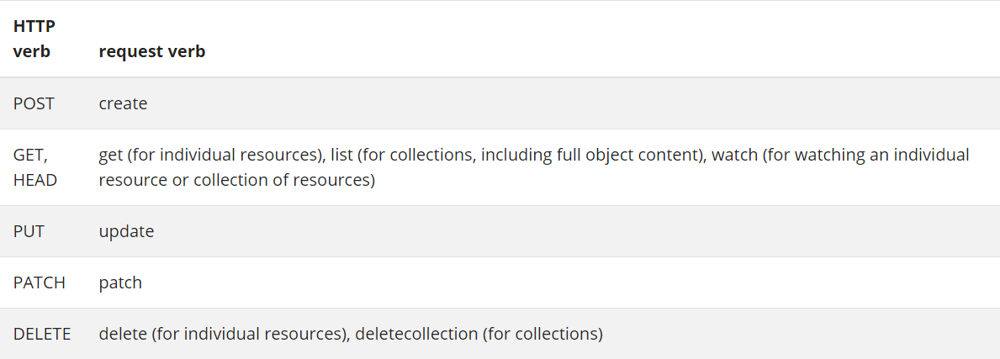 HTTP
verb request verb
POST create
GET, get (for individual resources), list (for collections, including full object content), watch (for watching an individual
HEAD resource or collection of resources)
PUT update
PATCH patch
DELETE delete (for individual resources), deletecollection (for collections)